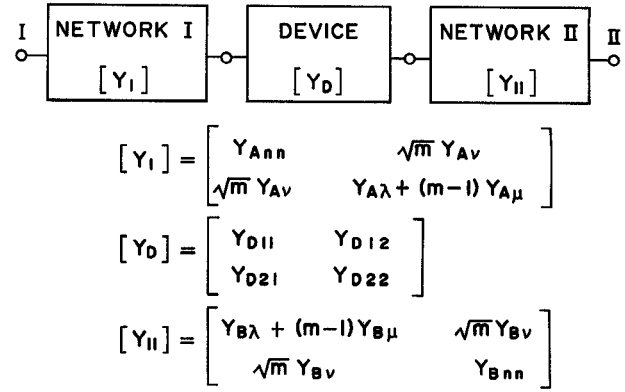 I NETWORK I DEVICE NETWORK II II
[Y_I] [Y_D] [Y_II]
[Y_I] = [ Y_Ann √m Y_Aν
√m Y_Aν Y_Aλ + (m-1) Y_Aμ ]
[Y_D] = [ Y_D11 Y_D12
Y_D21 Y_D22 ]
[Y_II] = [ Y_Bλ + (m-1) Y_Bμ √m Y_Bν
√m Y_Bν Y_Bnn ]